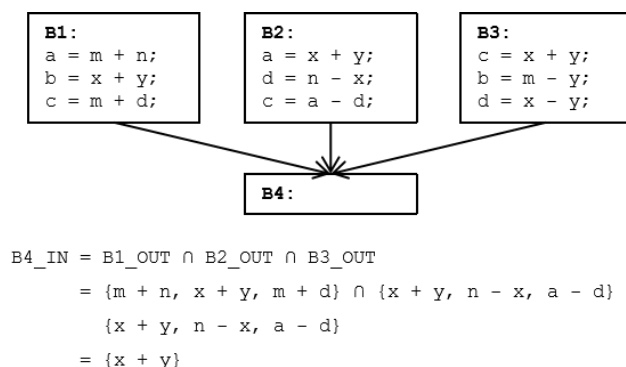 B1:
a = m + n;
b = x + y;
c = m + d;
B2:
a = x + y;
d = n - x;
c = a - d;
B3:
c = x + y;
b = m - y;
d = x - y;
B4:
B4_IN = B1_OUT ∩ B2_OUT ∩ B3_OUT
= {m + n, x + y, m + d} ∩ {x + y, n - x, a - d}
{x + y, n - x, a - d}
= {x + y}